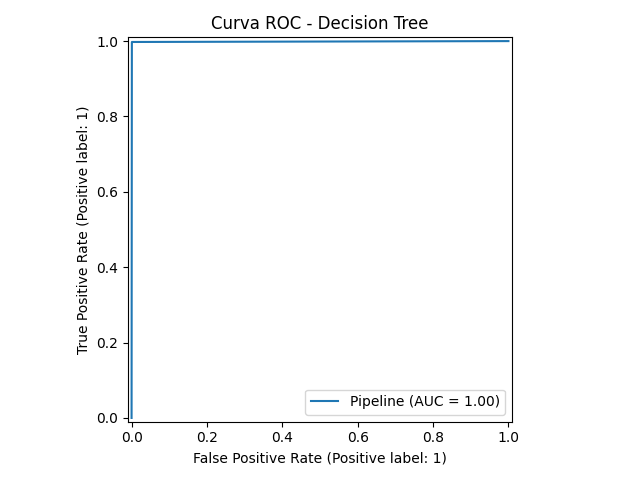 Curva ROC - Decision Tree
1.0
0.8
0.6
0.4
0.2
0.0
True Positive Rate (Positive label: 1)
Pipeline (AUC = 1.00)
0.0 0.2 0.4 0.6 0.8 1.0
False Positive Rate (Positive label: 1)